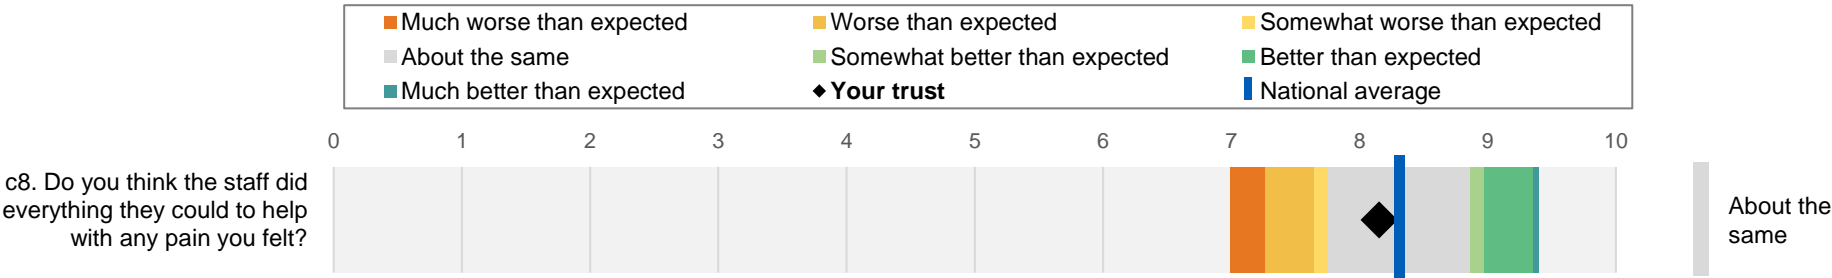 Much worse than expected
Worse than expected
Somewhat worse than expected
About the same
Somewhat better than expected
Better than expected
Much better than expected
Your trust
National average
0 1 2 3 4 5 6 7 8 9 10
c8. Do you think the staff did
everything they could to help
with any pain you felt?
About the
same